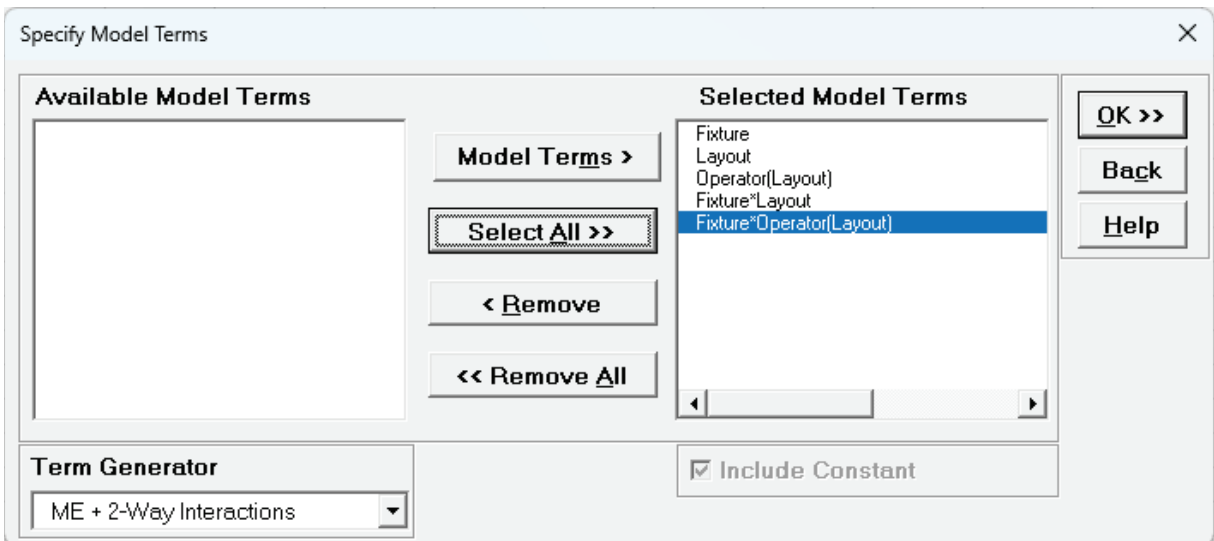 Specify Model Terms
Available Model Terms
Model Terms >
Select All >>
< Remove
<< Remove All
Selected Model Terms
Fixture
Layout
Operator(Layout)
Fixture*Layout
Fixture*Operator(Layout)
OK >>
Back
Help
Term Generator
ME + 2-Way Interactions
Include Constant